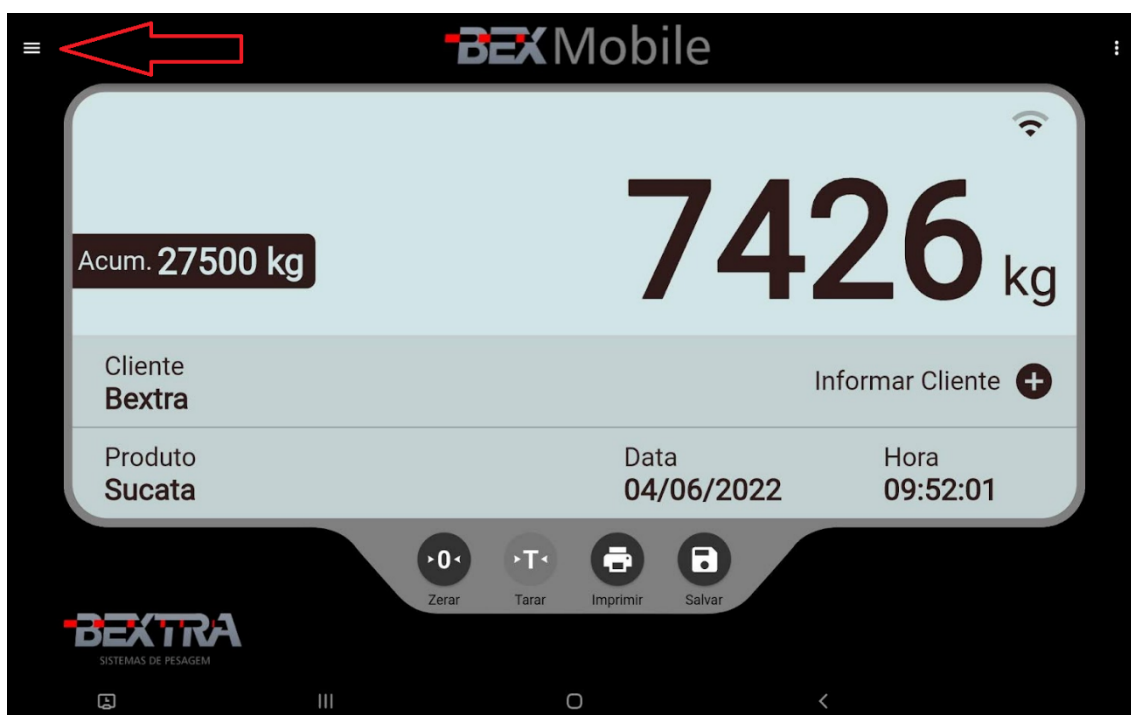 BEX Mobile
7426 kg
Acum. 27500 kg
Cliente
Bextra
Informar Cliente
Produto
Sucata
Data
04/06/2022
Hora
09:52:01
0 T
Zerar Tarar Imprimir Salvar
BEXTRA
SISTEMAS DE PESAGEM